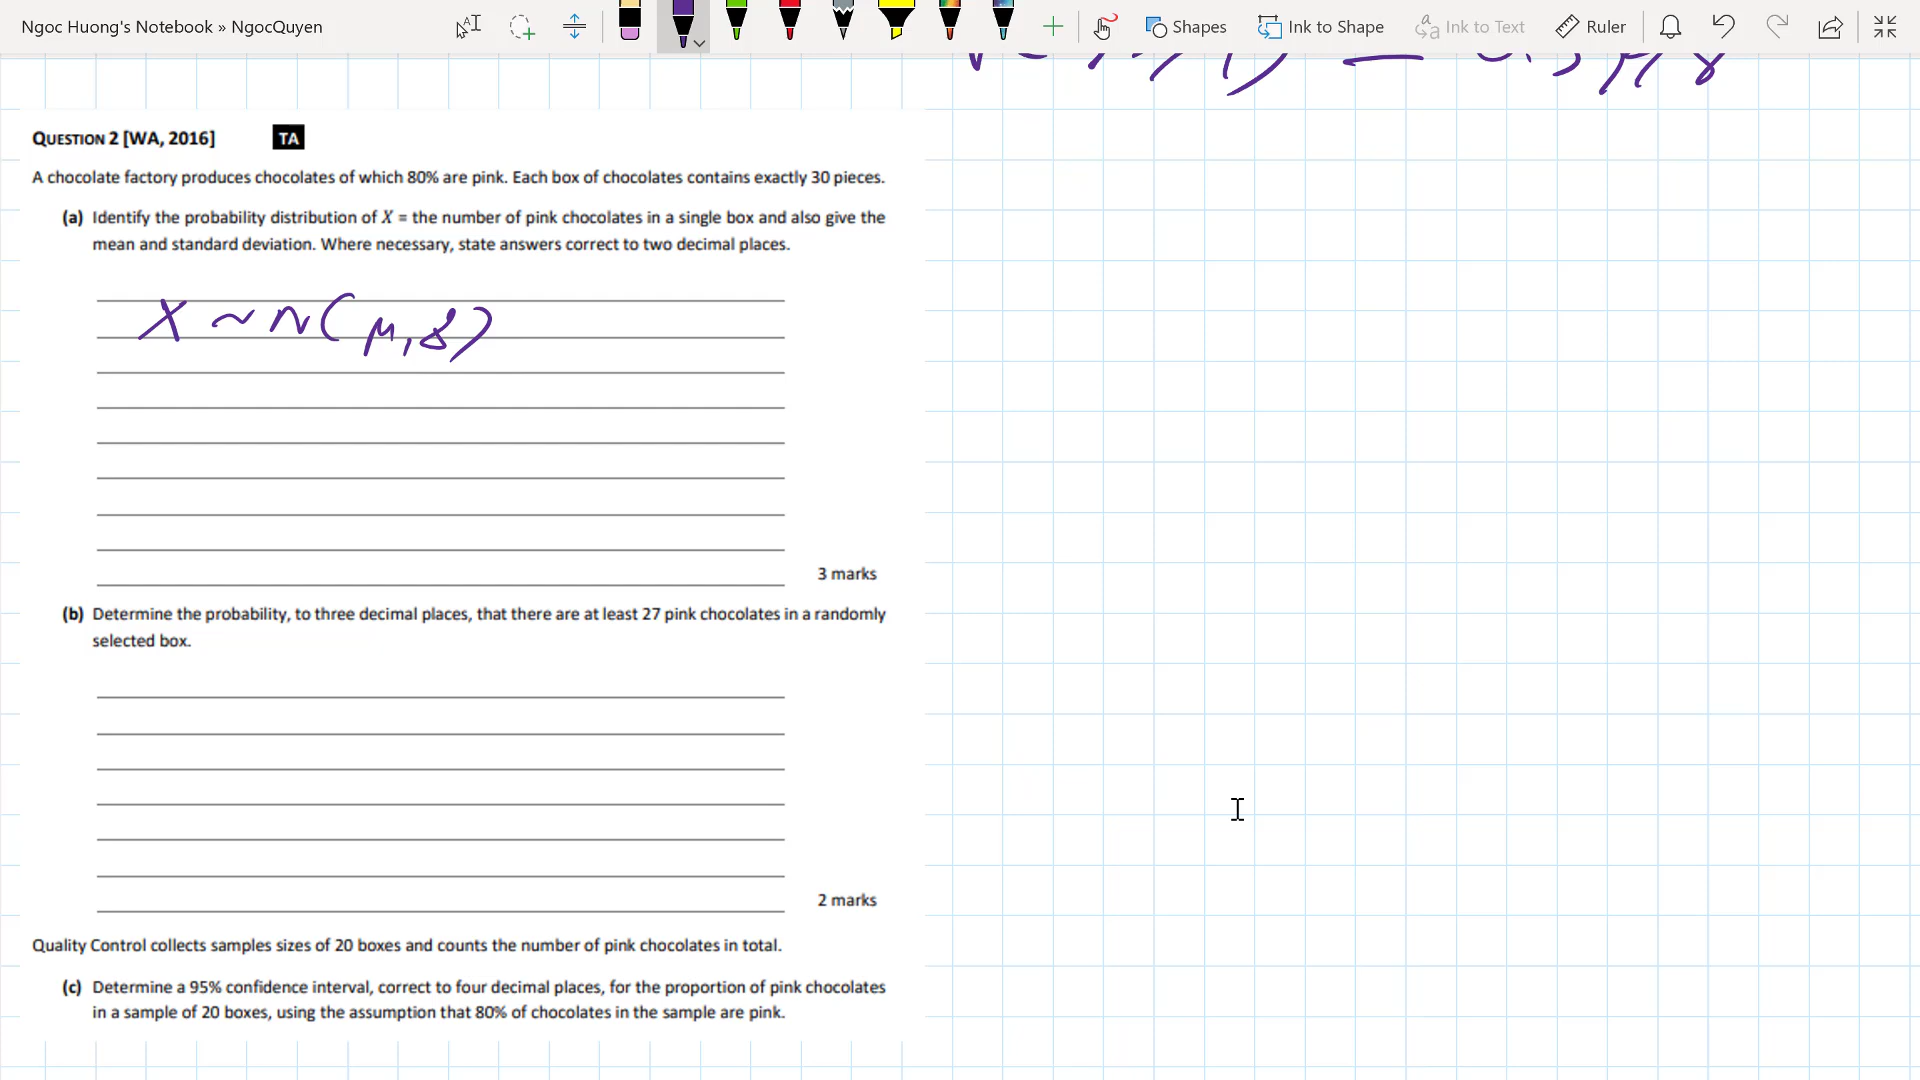 Ngoc Huong's Notebook » NgocQuyen
Shapes
Ink to Shape
Ink to Text
Ruler
QUESTION 2 [WA, 2016] TA
A chocolate factory produces chocolates of which 80% are pink. Each box of chocolates contains exactly 30 pieces.
(a) Identify the probability distribution of X = the number of pink chocolates in a single box and also give the
mean and standard deviation. Where necessary, state answers correct to two decimal places.
X ~ N(μ, δ)
3 marks
(b) Determine the probability, to three decimal places, that there are at least 27 pink chocolates in a randomly
selected box.
2 marks
Quality Control collects samples sizes of 20 boxes and counts the number of pink chocolates in total.
(c) Determine a 95% confidence interval, correct to four decimal places, for the proportion of pink chocolates
in a sample of 20 boxes, using the assumption that 80% of chocolates in the sample are pink.